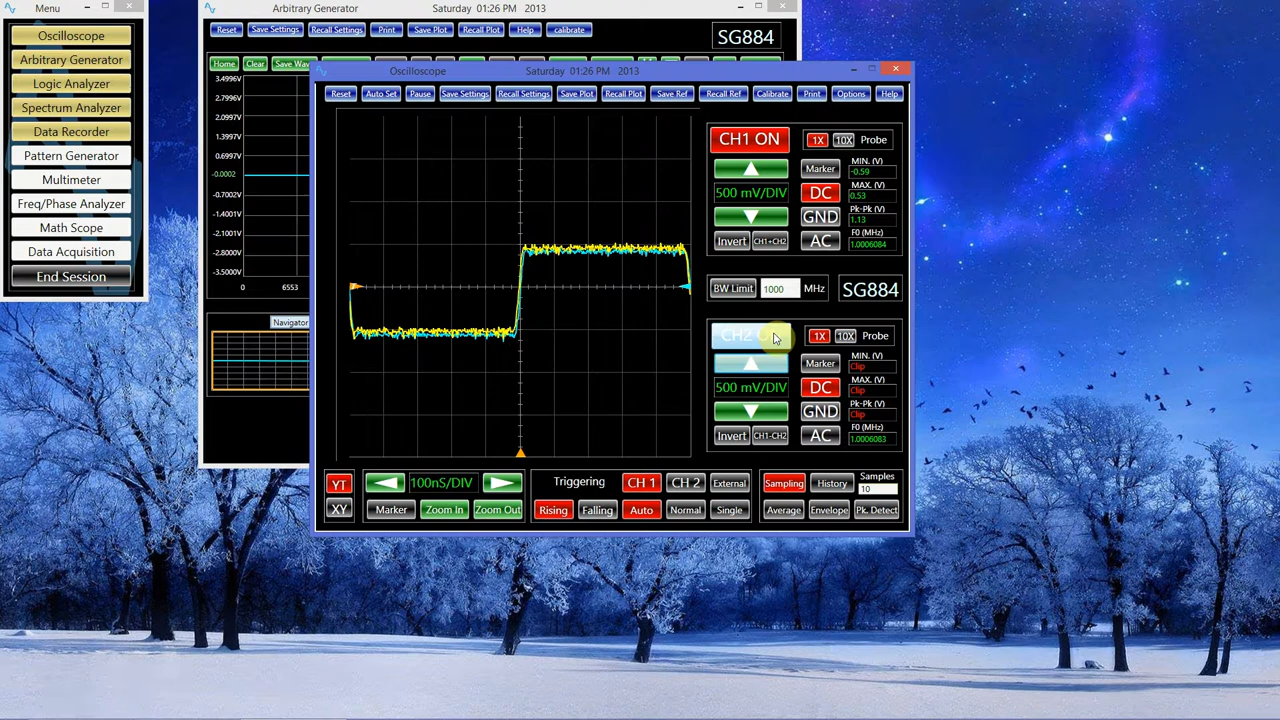 Menu
Oscilloscope
Arbitrary Generator
Logic Analyzer
Spectrum Analyzer
Data Recorder
Pattern Generator
Multimeter
Freq/Phase Analyzer
Math Scope
Data Acquisition
End Session
Arbitrary Generator Saturday 01:26 PM 2013
Reset Save Settings Recall Settings Print Save Plot Recall Plot Help calibrate
SG884
Home Clear
3.4996V
2.7996V
2.0997V
1.3997V
0.6997V
-0.0002
-0.7002V
-1.4001V
-2.1001V
-2.8000V
-3.5000V
0 6553
Navigator
Oscilloscope Saturday 01:26 PM 2013
Reset Auto Set Pause Save Settings Recall Settings Save Plot Recall Plot Save Ref Recall Ref Calibrate Print Options Help
CH1 ON 1X 10X Probe
500 mV/DIV
Marker
DC
GND
AC
Invert CH1+CH2
MIN. (V)
-0.59
MAX. (V)
0.53
Pk-Pk (V)
1.13
F0 (MHz)
1.0006084
BW Limit 1000 MHz SG884
CH2 1X 10X Probe
500 mV/DIV
Marker
DC
GND
AC
Invert CH1-CH2
MIN. (V)
Clip
MAX. (V)
Clip
Pk-Pk (V)
Clip
F0 (MHz)
1.0006083
YT 100nS/DIV
XY Marker Zoom In Zoom Out
Triggering CH 1 CH 2 External
Rising Falling Auto Normal Single
Sampling History Samples
10
Average Envelope Pk. Detect